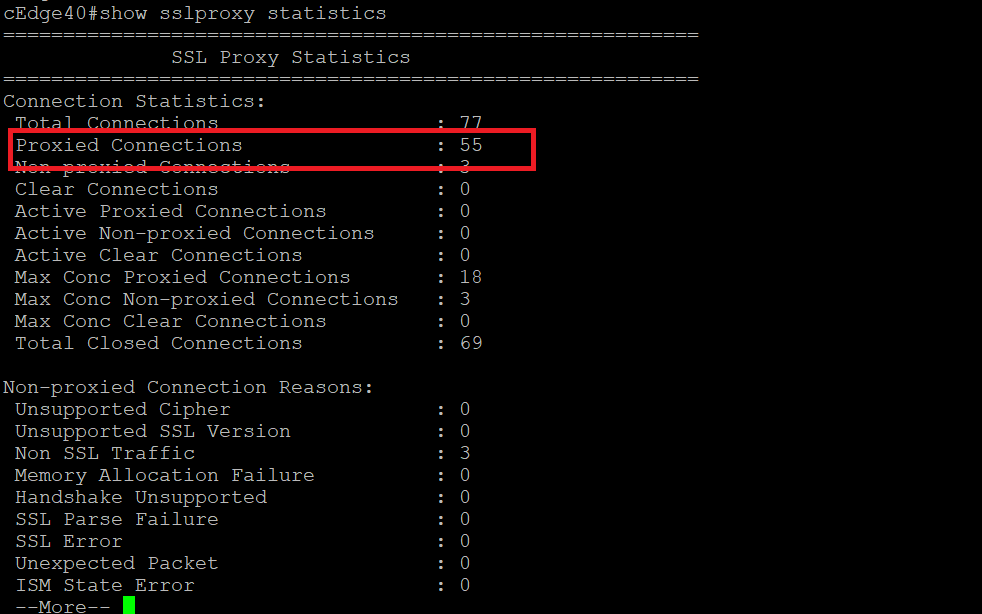 cEdge40#show sslproxy statistics
==========================================================
SSL Proxy Statistics
==========================================================
Connection Statistics:
Total Connections : 77
Proxied Connections : 55
Non-proxied Connections : 3
Clear Connections : 0
Active Proxied Connections : 0
Active Non-proxied Connections : 0
Active Clear Connections : 0
Max Conc Proxied Connections : 18
Max Conc Non-proxied Connections : 3
Max Conc Clear Connections : 0
Total Closed Connections : 69
Non-proxied Connection Reasons:
Unsupported Cipher : 0
Unsupported SSL Version : 0
Non SSL Traffic : 3
Memory Allocation Failure : 0
Handshake Unsupported : 0
SSL Parse Failure : 0
SSL Error : 0
Unexpected Packet : 0
ISM State Error : 0
--More--